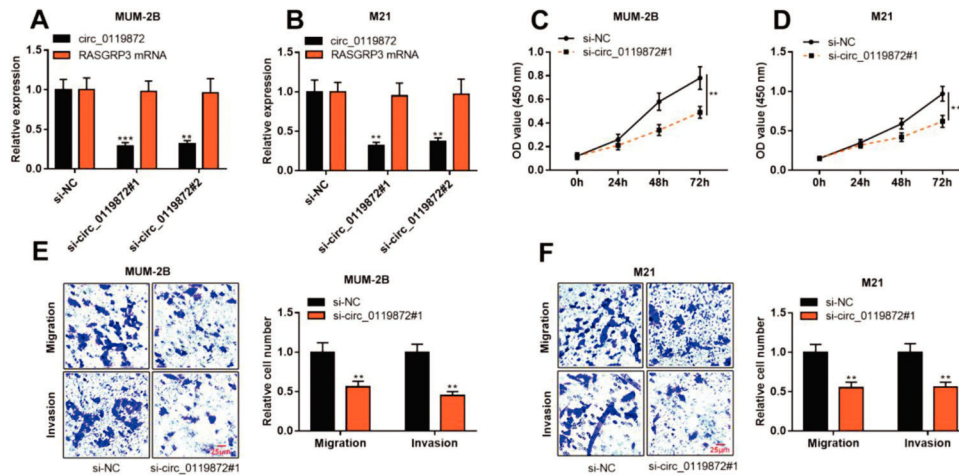 A
MUM-2B
circ_0119872
RASGRP3 mRNA
Relative expression
1.5
1.0
0.5
0.0
***
**
si-NC
si-circ_0119872#1
si-circ_0119872#2
B
M21
circ_0119872
RASGRP3 mRNA
Relative expression
1.5
1.0
0.5
0.0
**
**
si-NC
si-circ_0119872#1
si-circ_0119872#2
C
MUM-2B
si-NC
si-circ_0119872#1
OD value (450 nm)
1.0
0.8
0.6
0.4
0.2
0.0
**
0h 24h 48h 72h
D
M21
si-NC
si-circ_0119872#1
OD value (450 nm)
1.5
1.0
0.5
0.0
**
0h 24h 48h 72h
E
MUM-2B
Migration
Invasion
25μm
si-NC si-circ_0119872#1
MUM-2B
si-NC
si-circ_0119872#1
Relative cell number
1.5
1.0
0.5
0.0
**
**
Migration Invasion
F
M21
Migration
Invasion
25μm
si-NC si-circ_0119872#1
M21
si-NC
si-circ_0119872#1
Relative cell number
1.5
1.0
0.5
0.0
**
**
Migration Invasion